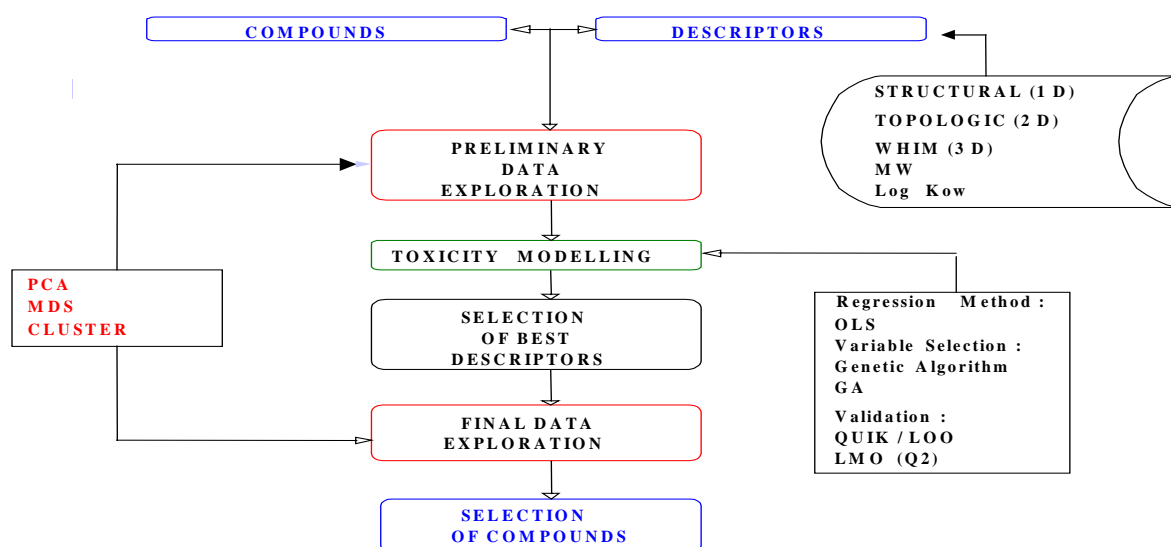 COMPOUNDS
DESCRIPTORS
STRUCTURAL (1D)
TOPOLOGIC (2D)
WHIM (3D)
MW
Log Kow
PRELIMINARY
DATA
EXPLORATION
TOXICITY MODELLING
PCA
MDS
CLUSTER
SELECTION
OF BEST
DESCRIPTORS
Regression Method :
OLS
Variable Selection :
Genetic Algorithm
GA
Validation :
QUIK / LOO
LMO (Q2)
FINAL DATA
EXPLORATION
SELECTION
OF COMPOUNDS